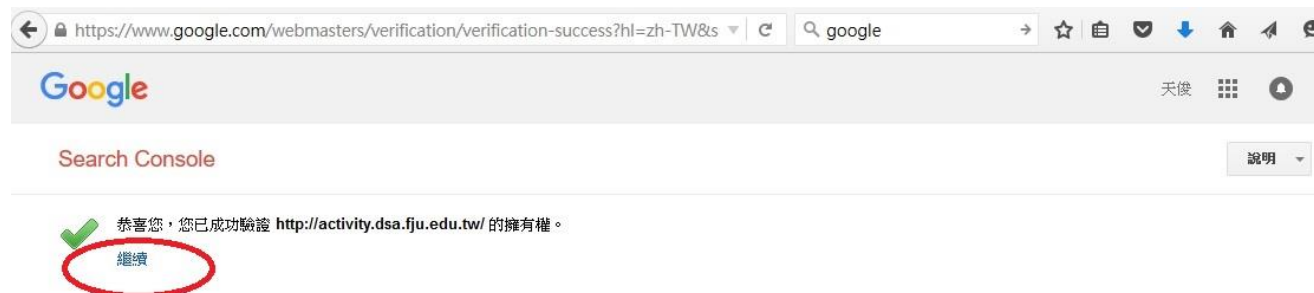 https://www.google.com/webmasters/verification/verification-success?hl=zh-TW&s google
Google 天俊
Search Console 說明
恭喜您，您已成功驗證 http://activity.dsa.fju.edu.tw/ 的擁有權。
繼續